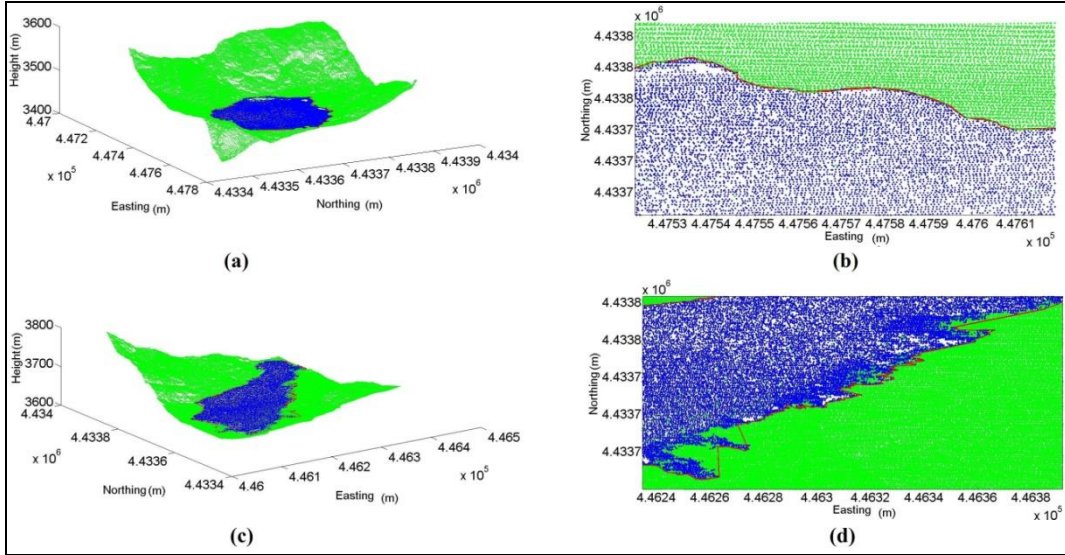 3600
3500
3400
Height (m)
4.47
4.472
4.474
4.476
4.478
x 10^5
Easting (m)
4.4334
4.4335
4.4336
4.4337
4.4338
4.4339
4.434
x 10^6
Northing (m)
(a)
x 10^6
4.4338
4.4338
4.4338
4.4337
4.4337
4.4337
Northing (m)
4.4753 4.4754 4.4755 4.4756 4.4757 4.4758 4.4759 4.476 4.4761
Easting (m)
x 10^5
(b)
3800
3700
3600
Height(m)
4.434
4.4338
4.4336
4.4334
x 10^6
Northing (m)
4.46
4.461
4.462
4.463
4.464
4.465
x 10^5
Easting (m)
(c)
x 10^6
4.4338
4.4338
4.4337
4.4337
4.4337
Northing (m)
4.4624 4.4626 4.4628 4.463 4.4632 4.4634 4.4636 4.4638
Easting (m)
x 10^5
(d)